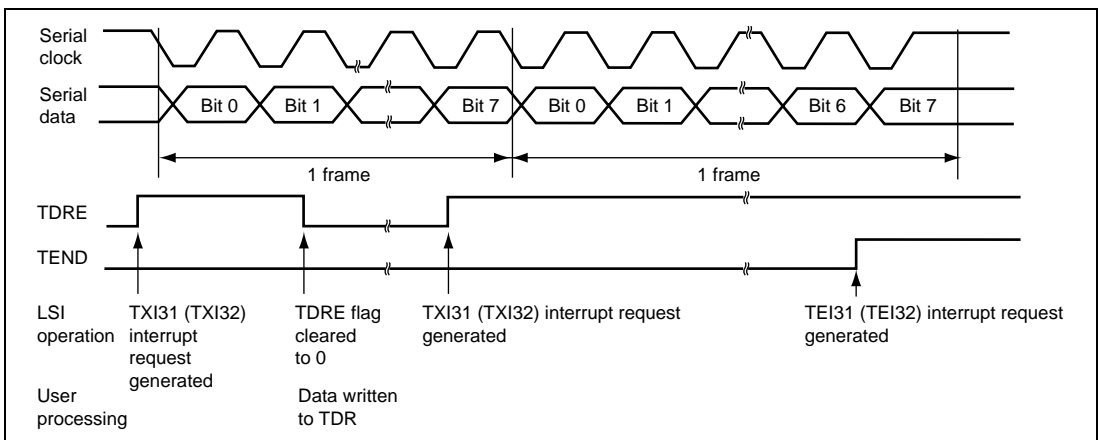 Serial
clock
Serial
data
Bit 0
Bit 1
Bit 7
Bit 0
Bit 1
Bit 6
Bit 7
1 frame
1 frame
TDRE
TEND
LSI
operation
TXI31 (TXI32)
interrupt
request
generated
TDRE flag
cleared
to 0
TXI31 (TXI32) interrupt request
generated
TEI31 (TEI32) interrupt request
generated
User
processing
Data written
to TDR